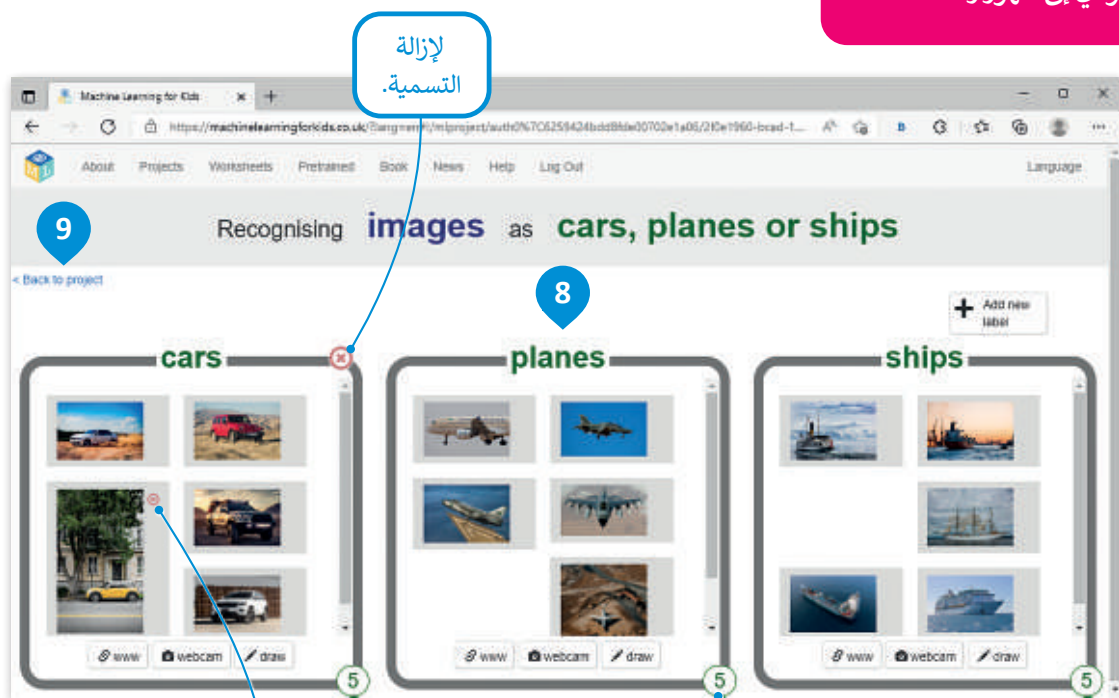 لإزالة
التسمية.
Machine Learning for Kids
About Projects Worksheets Pretrained Book News Help Log Out Language
9
Recognising images as cars, planes or ships
< Back to project
8
Add new
label
cars planes ships
www webcam draw www webcam draw www webcam draw
5 5 5